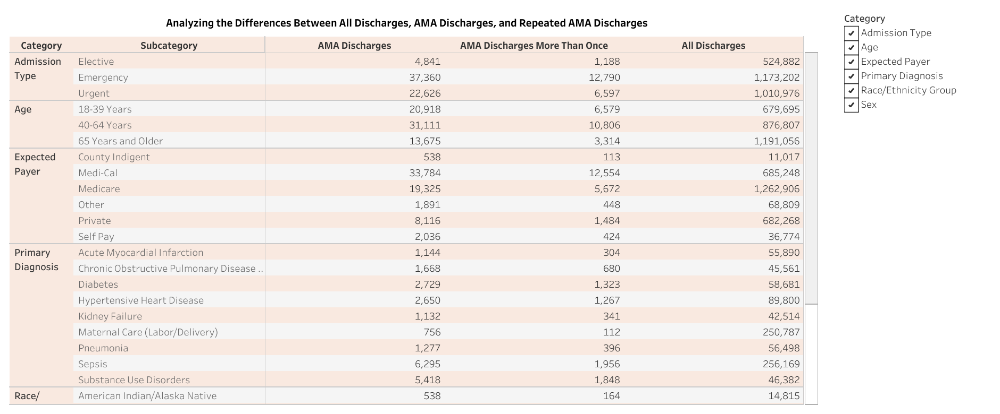 Analyzing the Differences Between All Discharges, AMA Discharges, and Repeated AMA Discharges
Category Subcategory AMA Discharges AMA Discharges More Than Once All Discharges
Admission Type Elective 4,841 1,188 524,882
Emergency 37,360 12,790 1,173,202
Urgent 22,626 6,597 1,010,976
Age 18-39 Years 20,918 6,579 679,695
40-64 Years 31,111 10,806 876,807
65 Years and Older 13,675 3,314 1,191,056
Expected Payer County Indigent 538 113 11,017
Medi-Cal 33,784 12,554 685,248
Medicare 19,325 5,672 1,262,906
Other 1,891 448 68,809
Private 8,116 1,484 682,268
Self Pay 2,036 424 36,774
Primary Diagnosis Acute Myocardial Infarction 1,144 304 55,890
Chronic Obstructive Pulmonary Disease .. 1,668 680 45,561
Diabetes 2,729 1,323 58,681
Hypertensive Heart Disease 2,650 1,267 89,800
Kidney Failure 1,132 341 42,514
Maternal Care (Labor/Delivery) 756 112 250,787
Pneumonia 1,277 396 56,498
Sepsis 6,295 1,956 256,169
Substance Use Disorders 5,418 1,848 46,382
Race/ American Indian/Alaska Native 538 164 14,815
Category
Admission Type
Age
Expected Payer
Primary Diagnosis
Race/Ethnicity Group
Sex